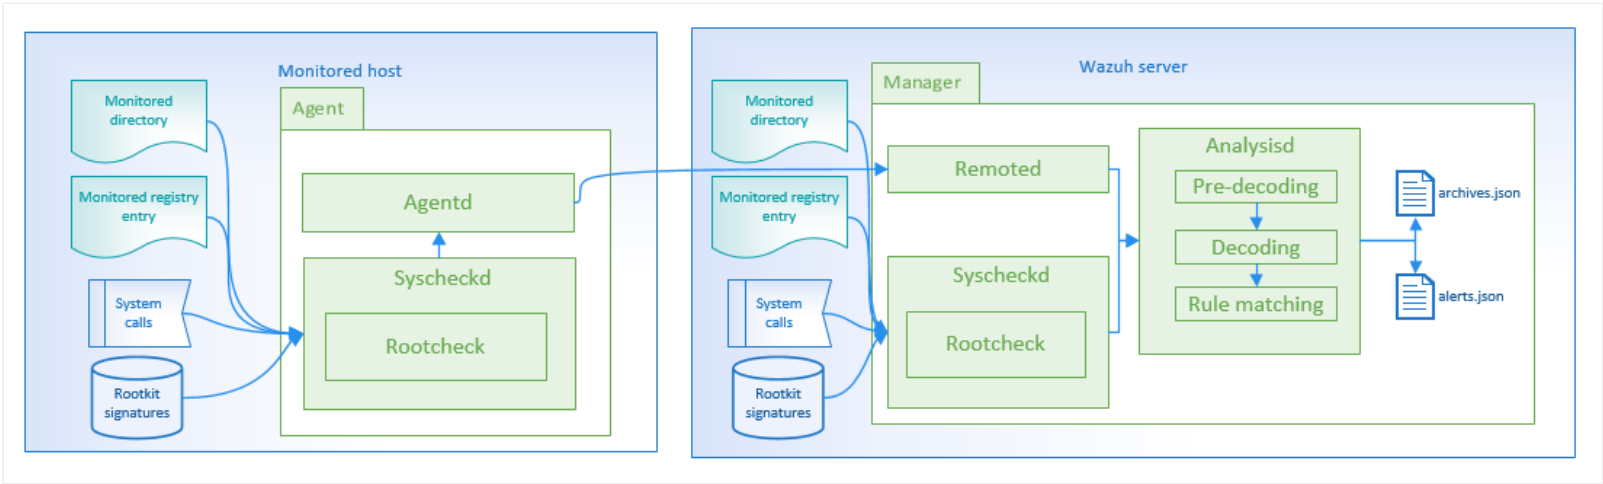 Monitored host
Monitored
directory
Monitored registry
entry
System
calls
Rootkit
signatures
Agent
Agentd
Syscheckd
Rootcheck
Wazuh server
Monitored
directory
Monitored registry
entry
System
calls
Rootkit
signatures
Manager
Remoted
Syscheckd
Rootcheck
Analysisd
Pre-decoding
Decoding
Rule matching
archives.json
alerts.json